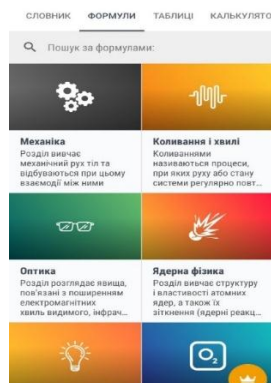 СЛОВНИК ФОРМУЛИ ТАБЛИЦІ КАЛЬКУЛЯТО
Пошук за формулами:
Механіка
Розділ вивчає
механічний рух тіл та
відбуваються при цьому
взаємодії між ними
Коливання і хвилі
Коливаннями
називаються процеси,
при яких руху або стану
системи регулярно повт...
Оптика
Розділ розглядає явища,
пов'язані з поширенням
електромагнітних
хвиль видимого, інфрач...
Ядерна фізика
Розділ вивчає структуру
і властивості атомних
ядер, а також їх
зіткнення (ядерні реакц...
O₂